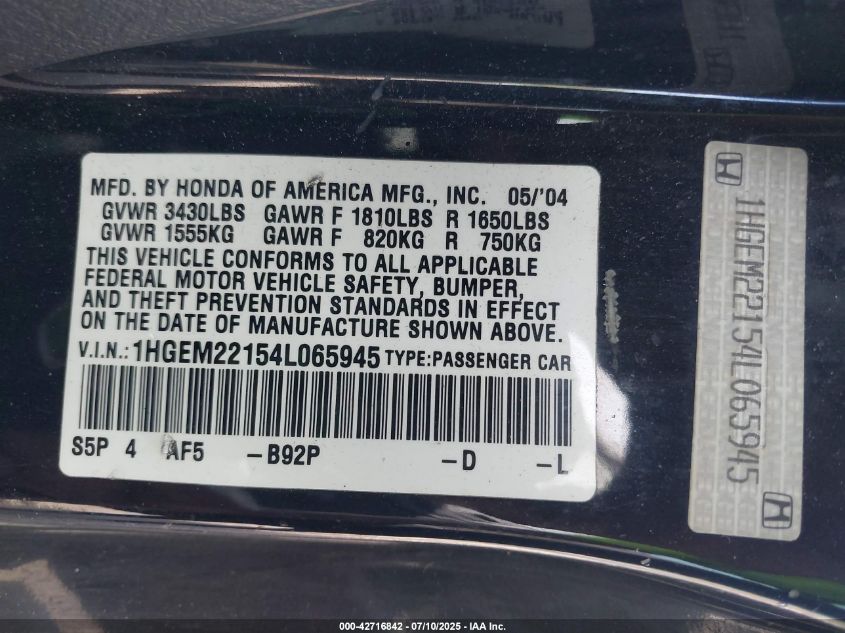 MFD. BY HONDA OF AMERICA MFG., INC. 05/'04
GVWR 3430LBS GAWR F 1810LBS R 1650LBS
GVWR 1555KG GAWR F 820KG R 750KG
THIS VEHICLE CONFORMS TO ALL APPLICABLE
FEDERAL MOTOR VEHICLE SAFETY, BUMPER,
AND THEFT PREVENTION STANDARDS IN EFFECT
ON THE DATE OF MANUFACTURE SHOWN ABOVE.
V.I.N.: 1HGEM22154L065945 TYPE:PASSENGER CAR
S5P 4 AF5 -B92P -D -L
1HGEM22154L065945
000-42716842 / 07/10/2025 - IAA Inc.